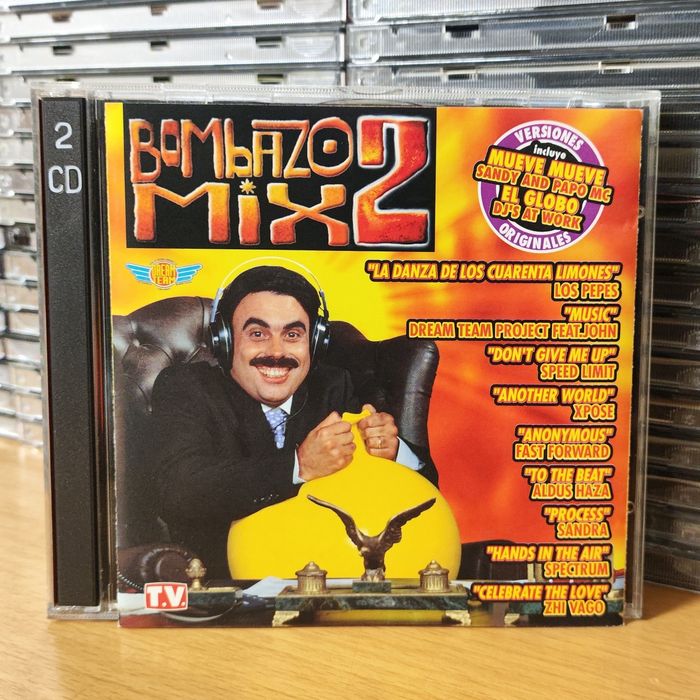 2
CD
BOMBAZO
MIX 2
VERSIONES
incluye
MUEVE MUEVE
SANDY AND PAPO MC
EL GLOBO
DJ'S AT WORK
ORIGINALES
DREAM
TEAM
"LA DANZA DE LOS CUARENTA LIMONES"
LOS PEPES
"MUSIC"
DREAM TEAM PROJECT FEAT.JOHN
"DON'T GIVE ME UP"
SPEED LIMIT
"ANOTHER WORLD"
XPOSE
"ANONYMOUS"
FAST FORWARD
"TO THE BEAT"
ALDUS HAZA
"PROCESS"
SANDRA
"HANDS IN THE AIR"
SPECTRUM
"CELEBRATE THE LOVE"
ZHI VAGO
T.V.